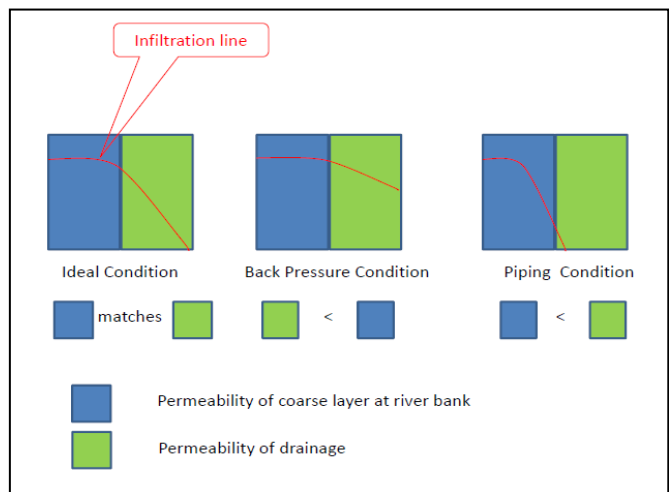 Infiltration line
Ideal Condition
Back Pressure Condition
Piping Condition
matches
<
<
Permeability of coarse layer at river bank
Permeability of drainage